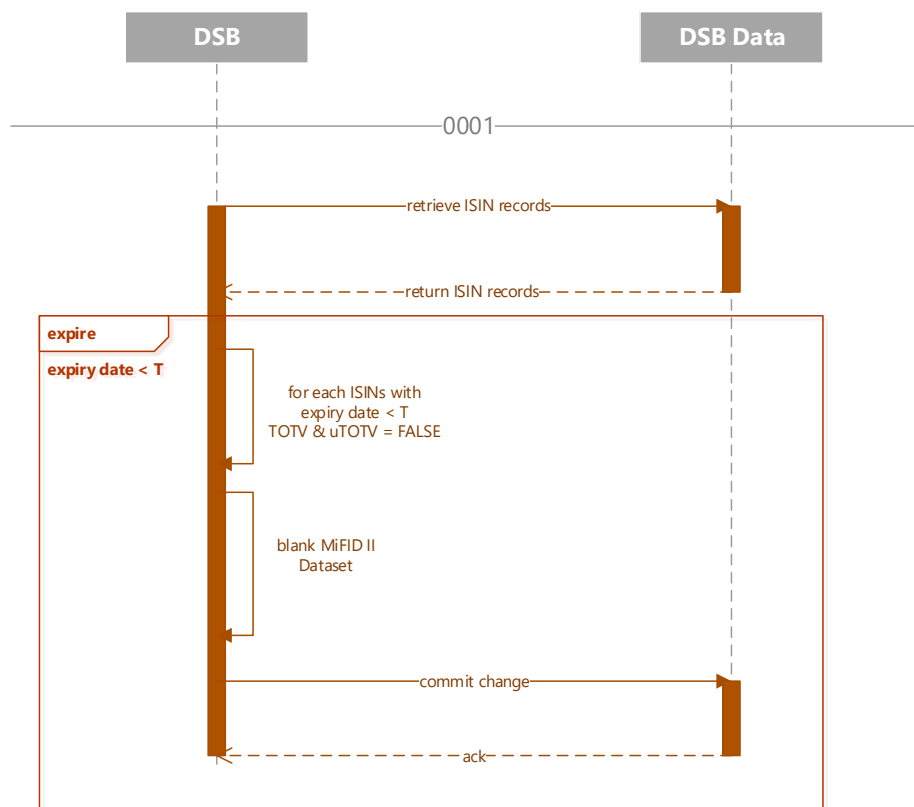 DSB
DSB Data
0001
retrieve ISIN records
return ISIN records
expire
expiry date < T
for each ISINs with
expiry date < T
TOTV & uTOTV = FALSE
blank MiFID II
Dataset
commit change
ack